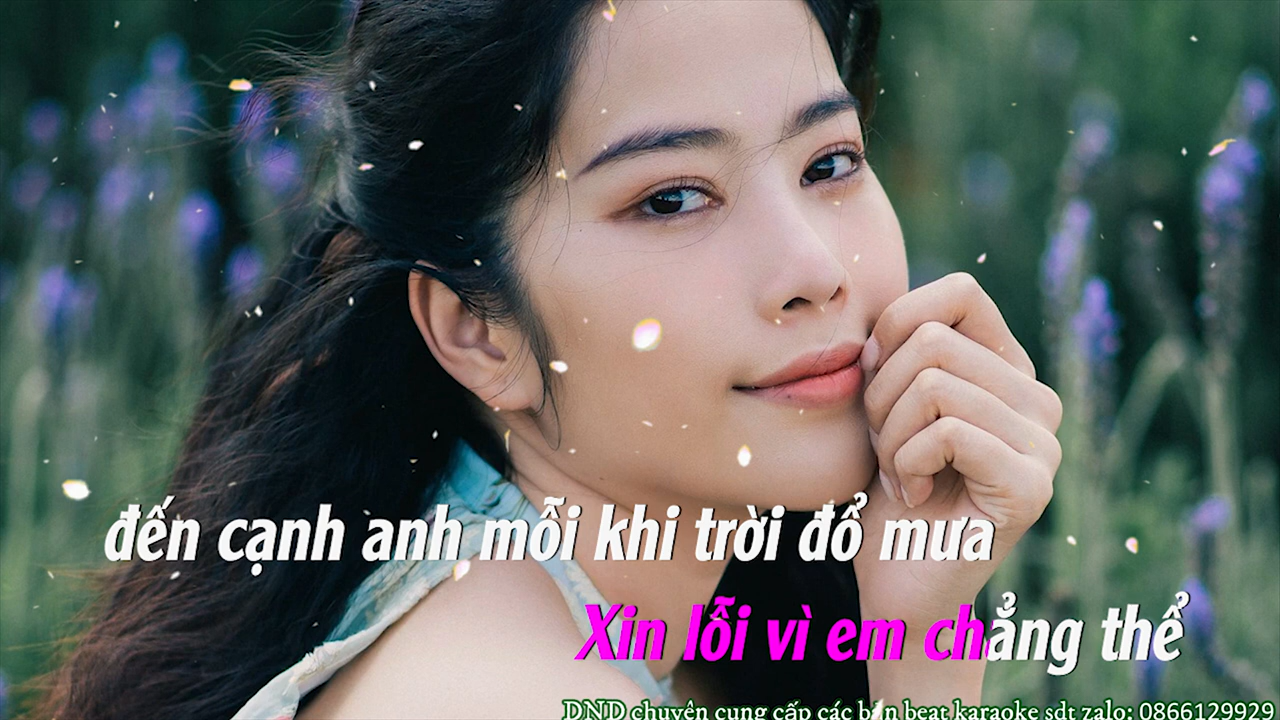 đến cạnh anh mỗi khi trời đổ mưa
Xin lỗi vì em chẳng thể
DND chuyên cung cấp các bản beat karaoke sdt zalo: 0866129929